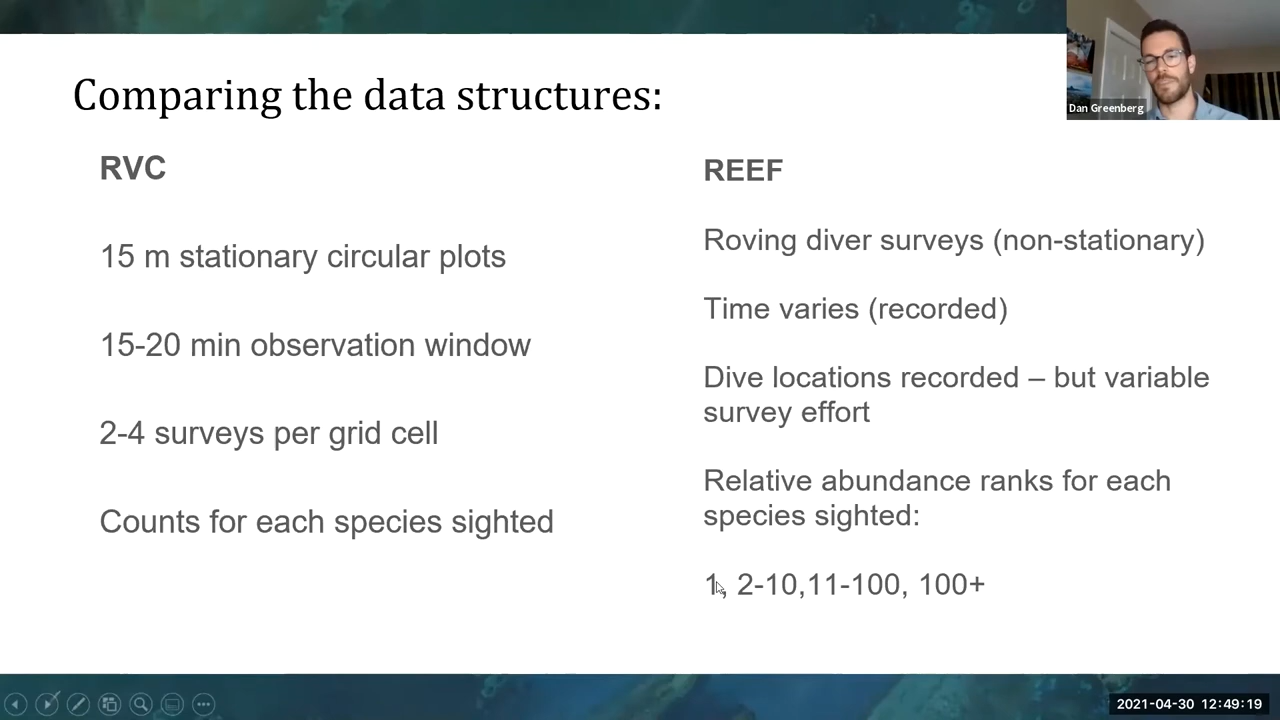 Comparing the data structures:
Dan Greenberg
RVC
15 m stationary circular plots
15-20 min observation window
2-4 surveys per grid cell
Counts for each species sighted
REEF
Roving diver surveys (non-stationary)
Time varies (recorded)
Dive locations recorded – but variable
survey effort
Relative abundance ranks for each
species sighted:
1, 2-10,11-100, 100+
2021-04-30 12:49:19